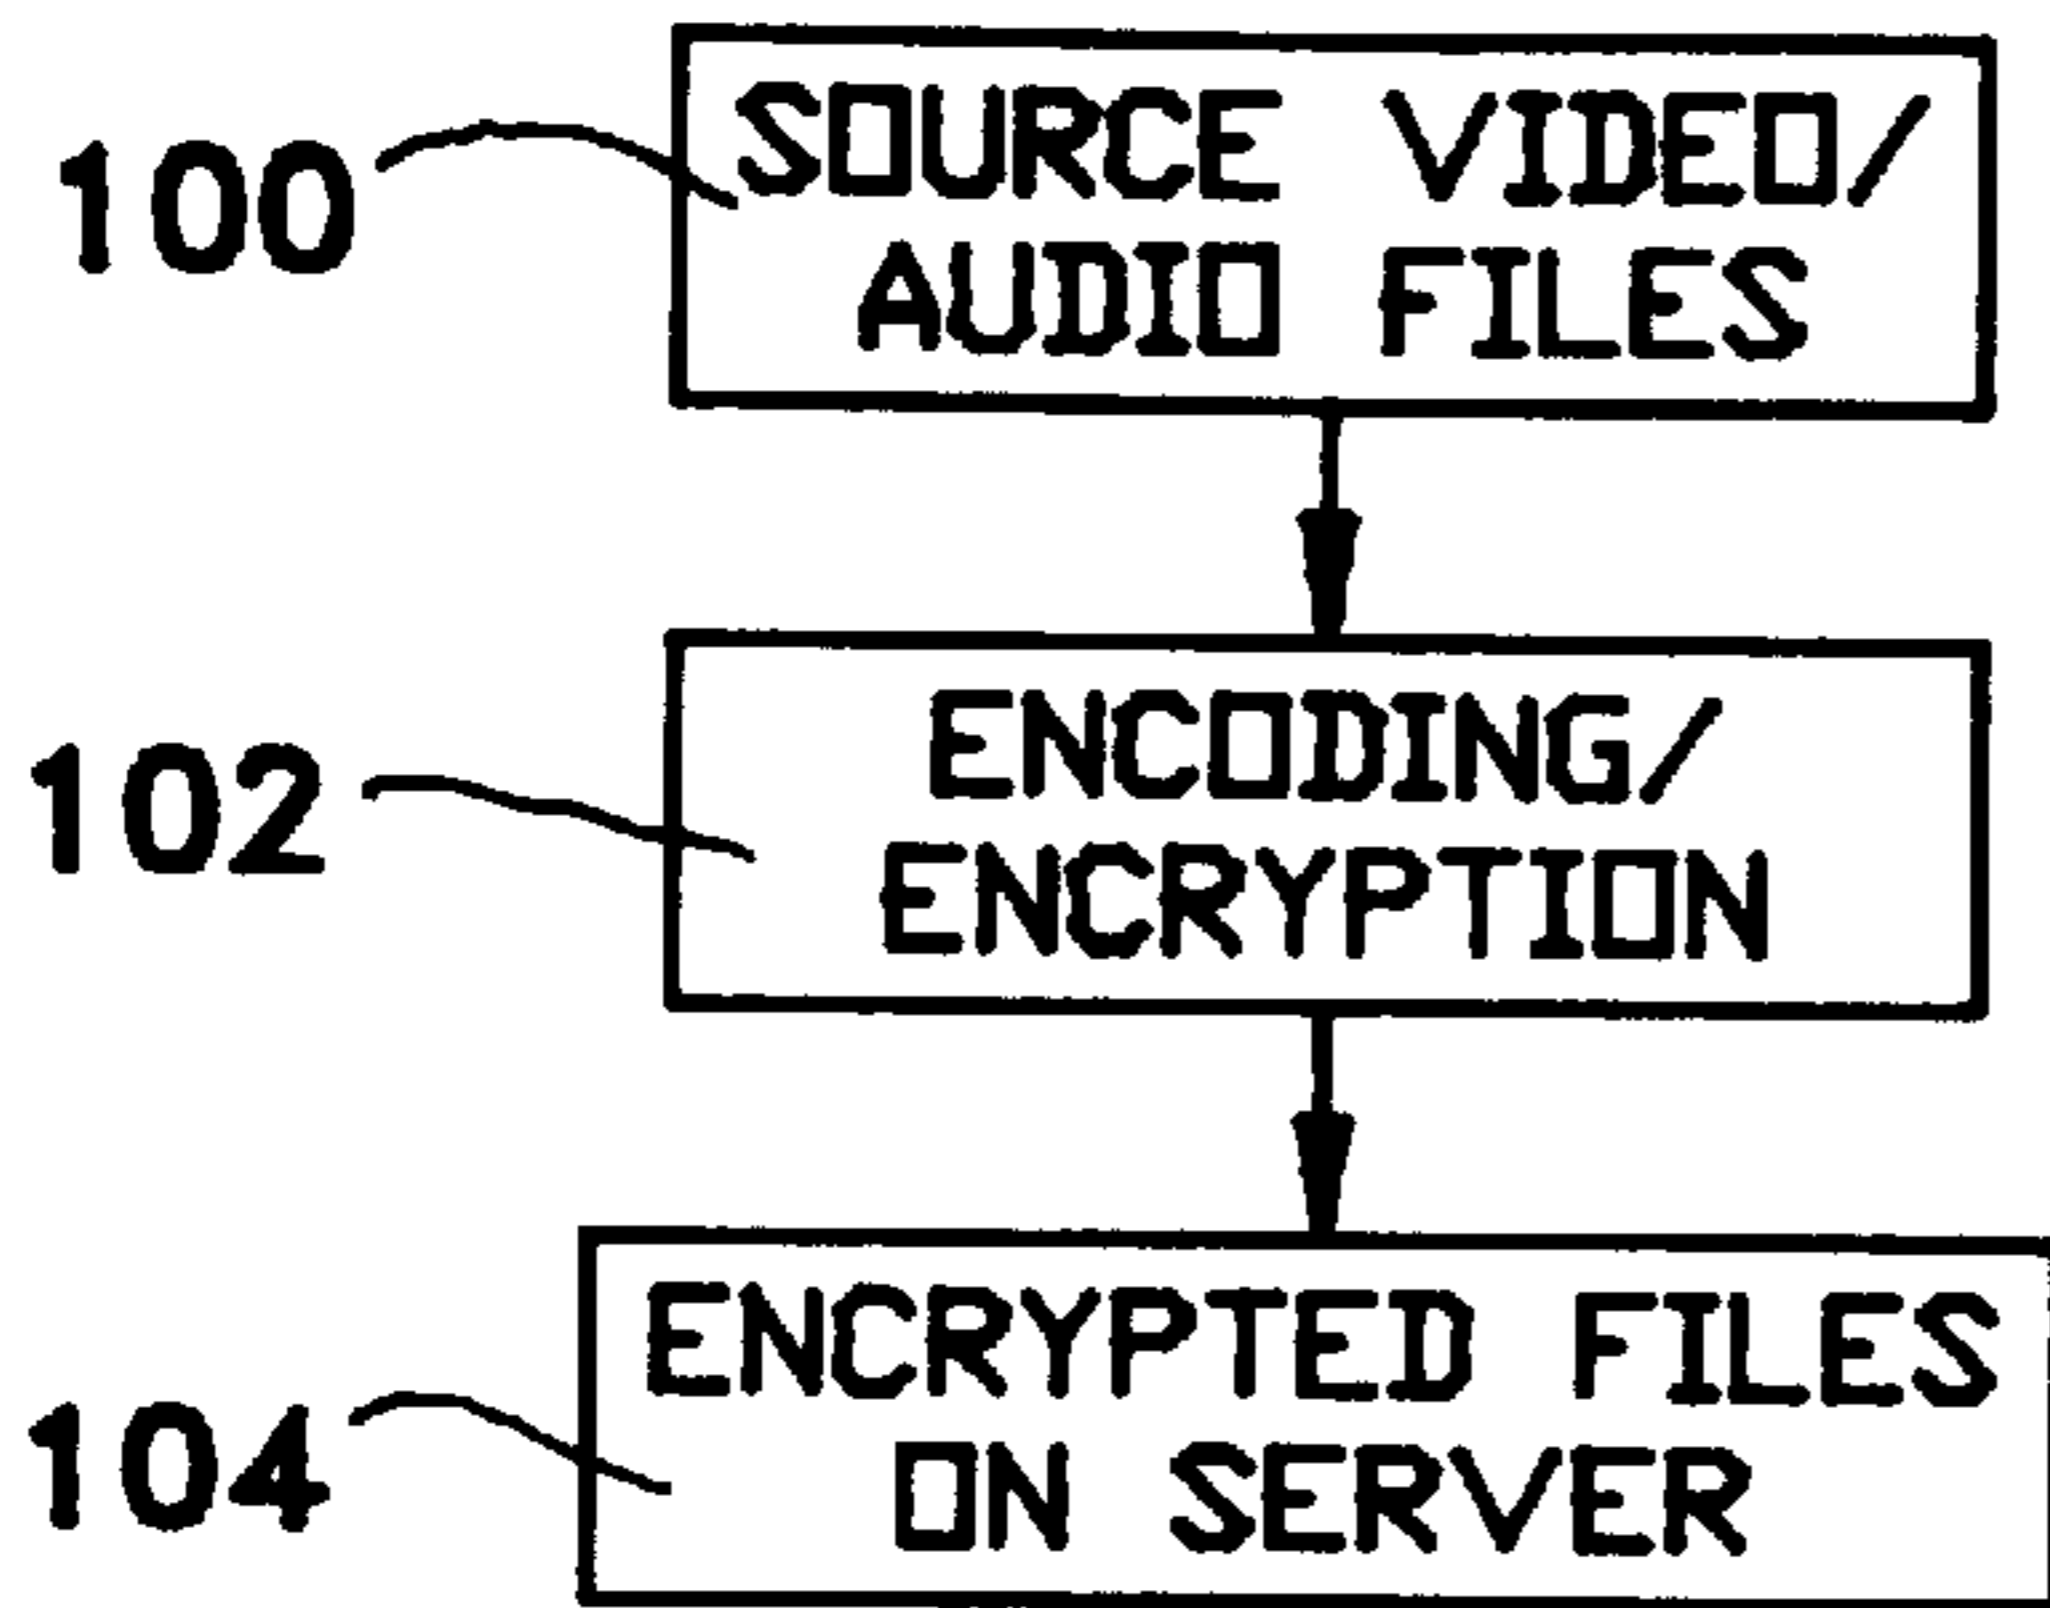 100
SOURCE VIDEO/
AUDIO FILES
102
ENCODING/
ENCRYPTION
104
ENCRYPTED FILES
ON SERVER